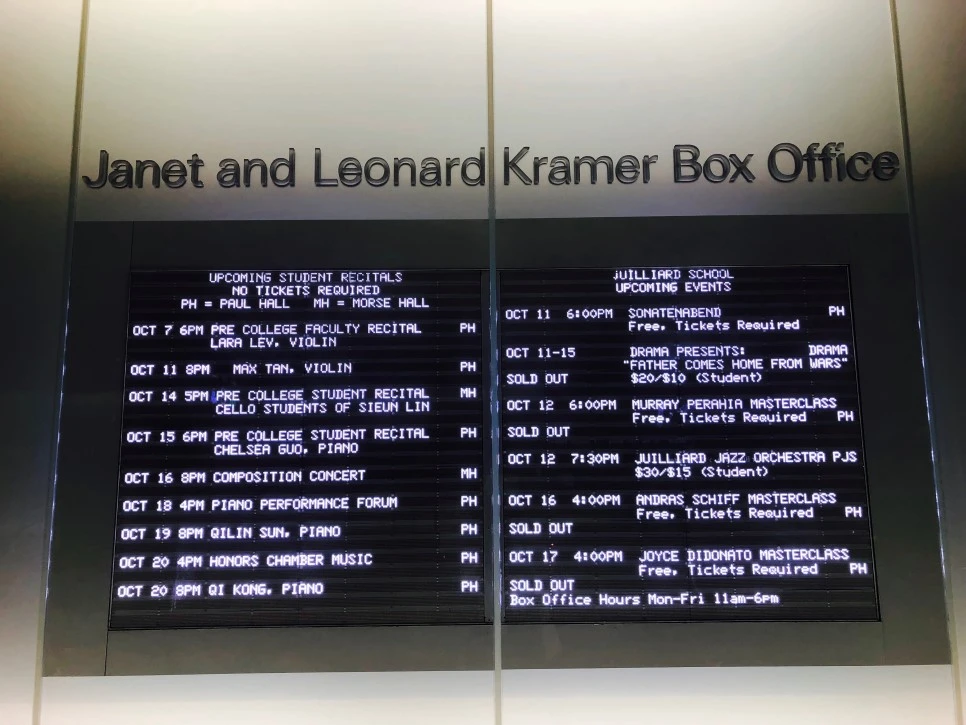 Janet and Leonard Kramer Box Office
UPCOMING STUDENT RECITALS
NO TICKETS REQUIRED
PH = PAUL HALL MH = MORSE HALL
OCT 7 6PM PRE COLLEGE FACULTY RECITAL PH
LARA LEV, VIOLIN
OCT 11 8PM MAX TAN, VIOLIN PH
OCT 14 5PM PRE COLLEGE STUDENT RECITAL MH
CELLO STUDENTS OF SIEUN LIN
OCT 15 6PM PRE COLLEGE STUDENT RECITAL PH
CHELSEA GUO, PIANO
OCT 16 8PM COMPOSITION CONCERT MH
OCT 18 4PM PIANO PERFORMANCE FORUM PH
OCT 19 8PM QILIN SUN, PIANO PH
OCT 20 4PM HONORS CHAMBER MUSIC PH
OCT 20 8PM QI KONG, PIANO PH
JUILLIARD SCHOOL
UPCOMING EVENTS
OCT 11 6:00PM SONATENABEND PH
Free, Tickets Required
OCT 11-15 DRAMA PRESENTS: DRAMA
"FATHER COMES HOME FROM WARS"
SOLD OUT $20/$10 (Student)
OCT 12 6:00PM MURRAY PERAHIA MASTERCLASS
Free, Tickets Required PH
SOLD OUT
OCT 12 7:30PM JUILLIARD JAZZ ORCHESTRA PJS
$30/$15 (Student)
OCT 16 4:00PM ANDRAS SCHIFF MASTERCLASS
Free, Tickets Required PH
SOLD OUT
OCT 17 4:00PM JOYCE DIDONATO MASTERCLASS
Free, Tickets Required PH
SOLD OUT
Box Office Hours Mon-Fri 11am-6pm